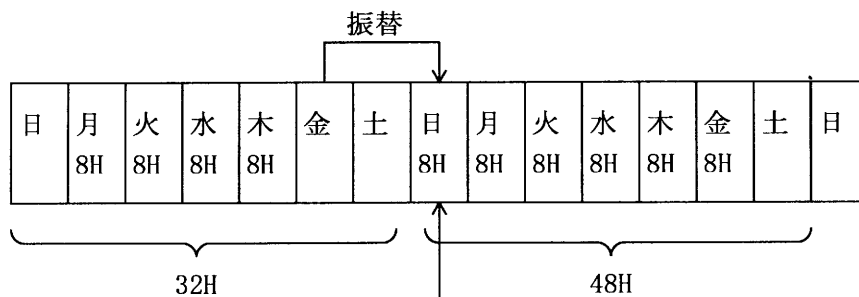 振替
日 月 火 水 木 金 土 日 月 火 水 木 金 土 日
8H 8H 8H 8H 8H 8H 8H 8H 8H 8H
32H 48H